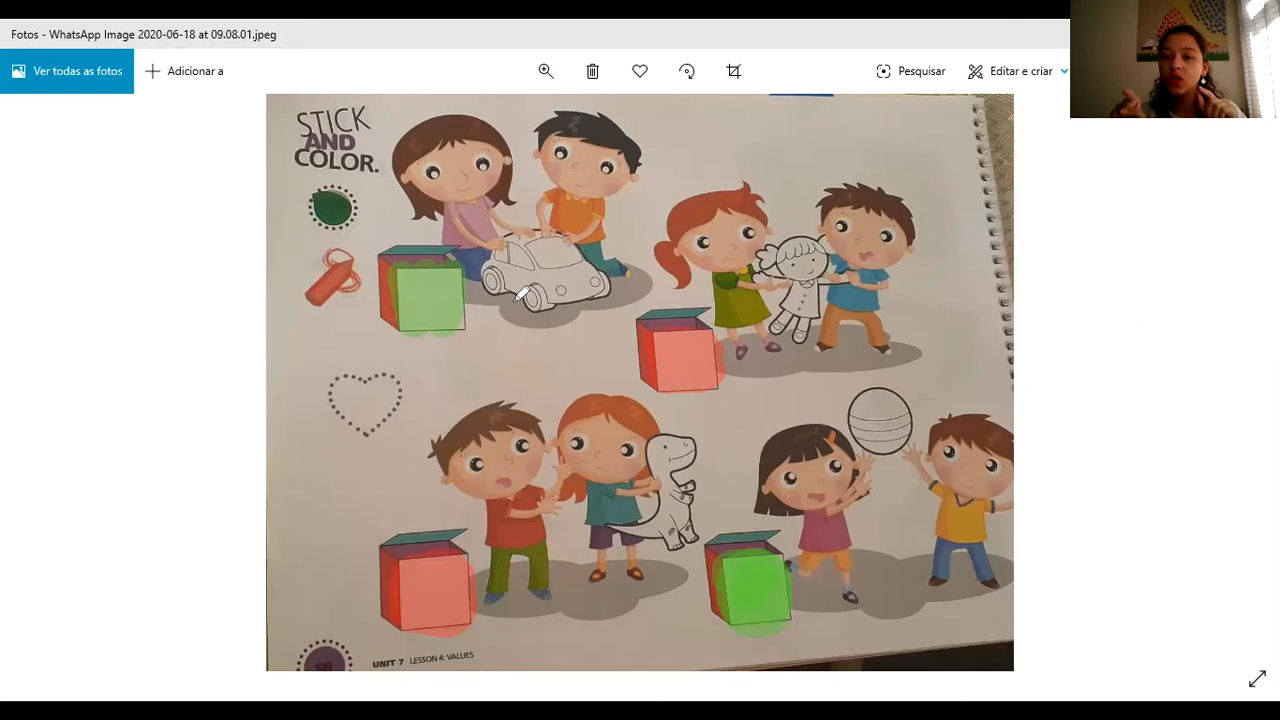 Fotos - WhatsApp Image 2020-06-18 at 09.08.01.jpeg
Ver todas as fotos
Adicionar a
Pesquisar
Editar e criar
STICK
AND
COLOR.
58
UNIT 7 LESSON 4: VALUES